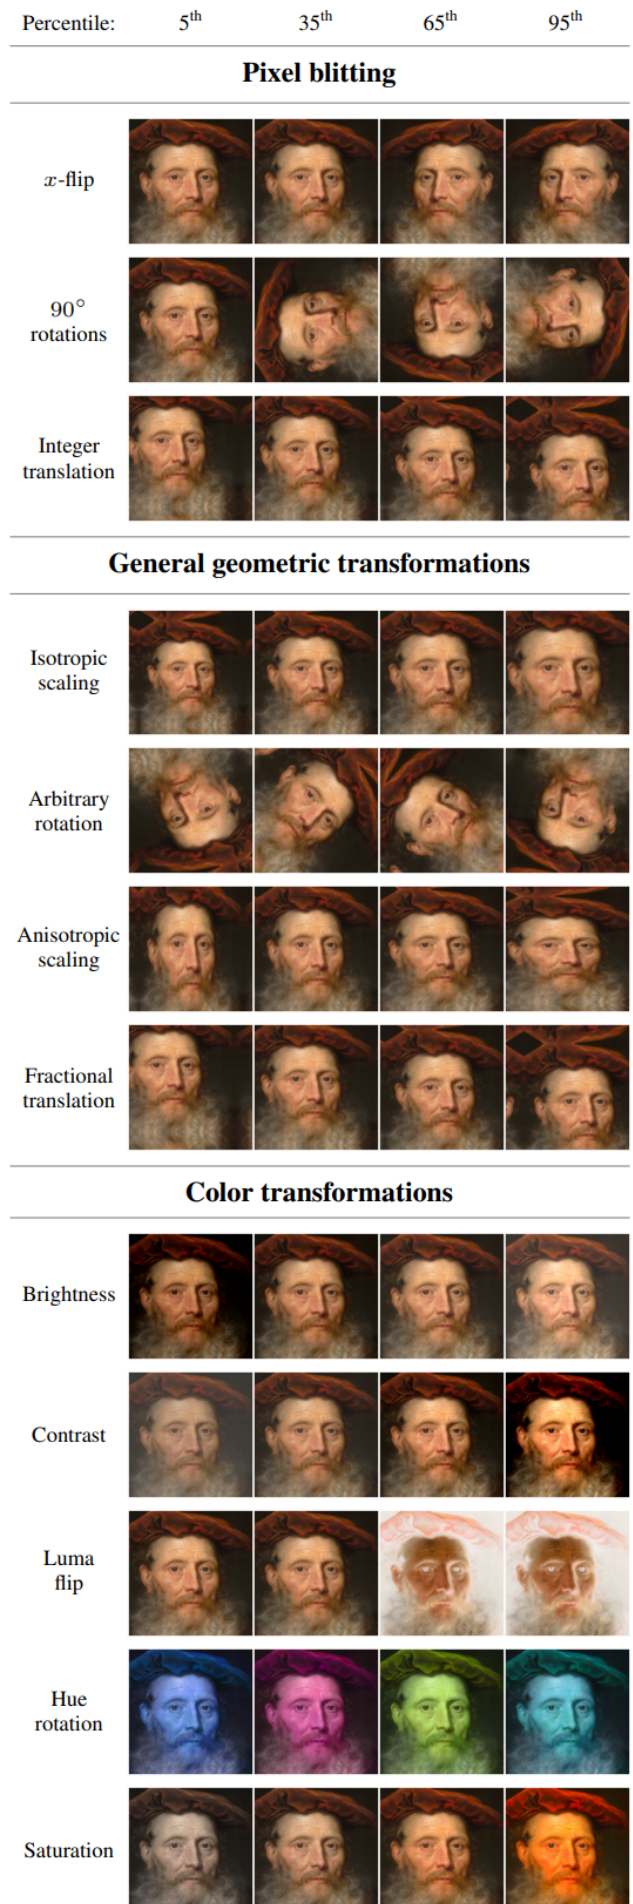 Percentile: 5th 35th 65th 95th
Pixel blitting
x-flip
90°
rotations
Integer
translation
General geometric transformations
Isotropic
scaling
Arbitrary
rotation
Anisotropic
scaling
Fractional
translation
Color transformations
Brightness
Contrast
Luma
flip
Hue
rotation
Saturation